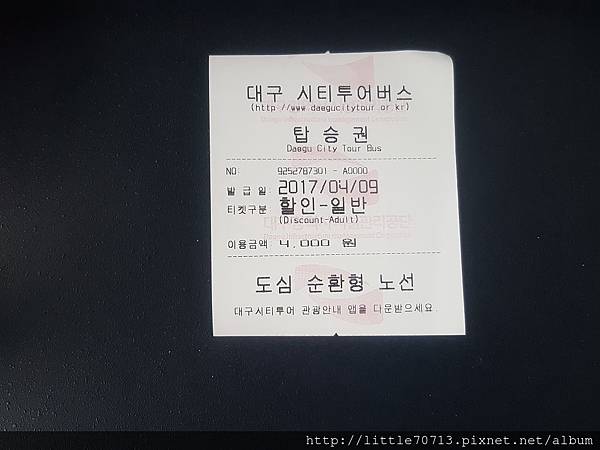 대구 시티투어버스
(http://www.daegucitytour.or.kr)
탑 승 권
Daegu City Tour Bus
NO: 9252787301 - A0000
발 급 일: 2017/04/09
티켓구분: 할인-일반
(Discount-Adult)
이용금액: 4,000 원
도심 순환형 노선
대구시티투어 관광안내 앱을 다운받으세요.
http://little70713.pixnet.net/album